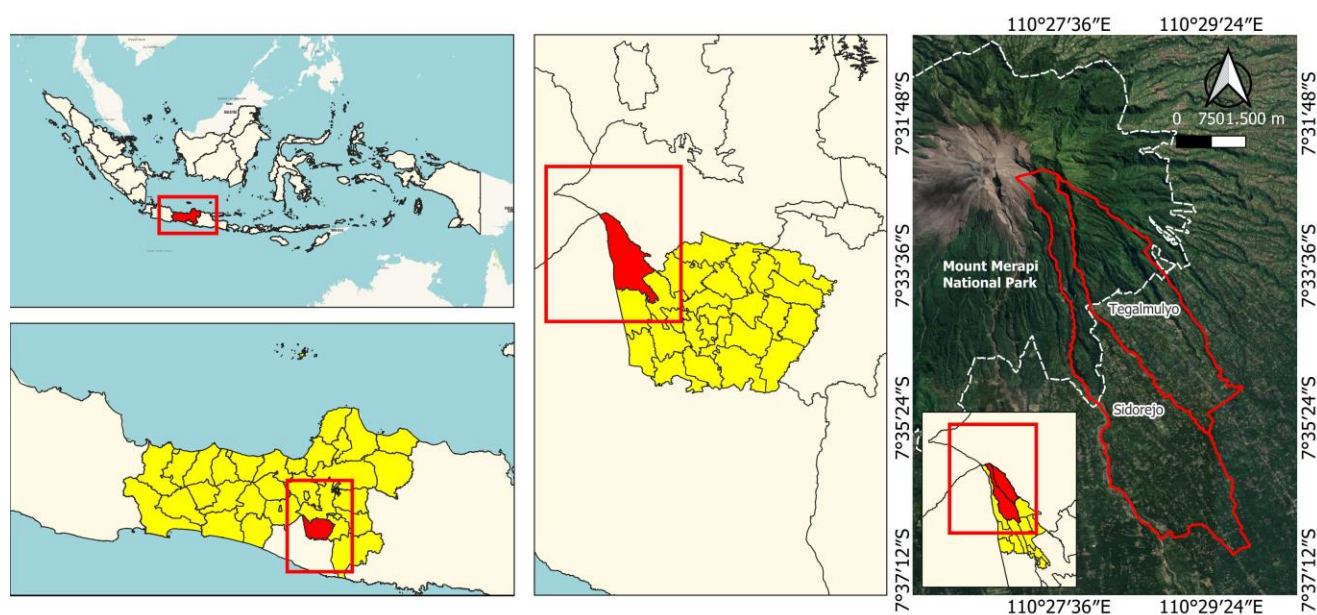 110°27'36"E 110°29'24"E
7°31'48"S
7°31'48"S
0 7501.500 m
7°33'36"S
7°33'36"S
Mount Merapi
National Park
Tegalmulyo
7°35'24"S
7°35'24"S
Sidorejo
7°37'12"S
7°37'12"S
110°27'36"E 110°29'24"E